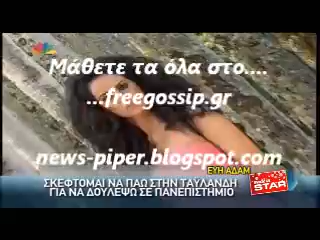 Μάθετε τα όλα στο....
...freegossip.gr
news-piper.blogspot.com
ΕΥΗ ΑΔΑΜ
ΣΚΕΦΤΟΜΑΙ ΝΑ ΠΑΩ ΣΤΗΝ ΤΑΥΛΑΝΔΗ
ΓΙΑ ΝΑ ΔΟΥΛΕΨΩ ΣΕ ΠΑΝΕΠΙΣΤΗΜΙΟ
STAR